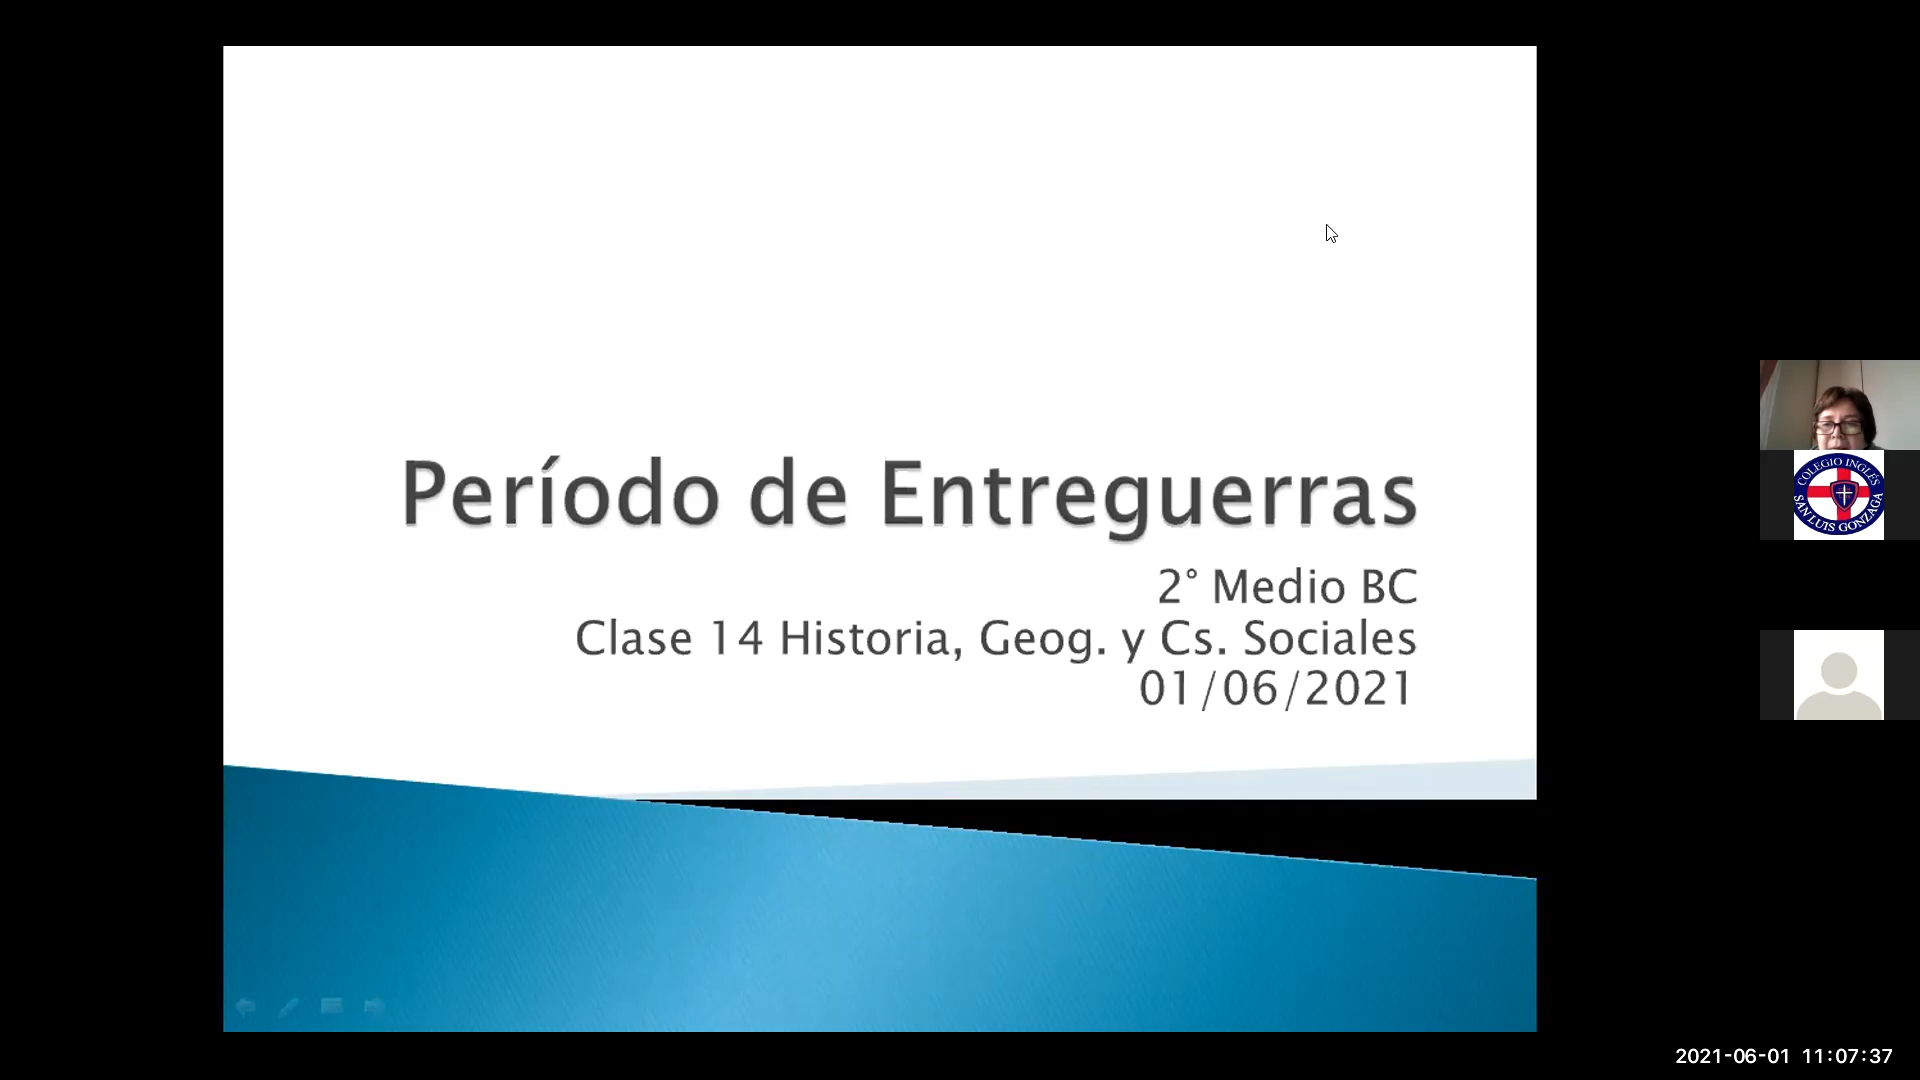 Período de Entreguerras
2° Medio BC
Clase 14 Historia, Geog. y Cs. Sociales
01/06/2021
COLEGIO INGLÉS
SAN LUIS GONZAGA
2021-06-01 11:07:37